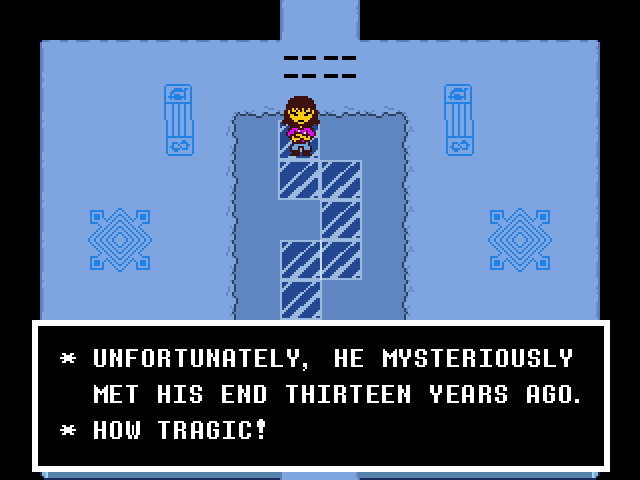 * UNFORTUNATELY, HE MYSTERIOUSLY
MET HIS END THIRTEEN YEARS AGO.
* HOW TRAGIC!